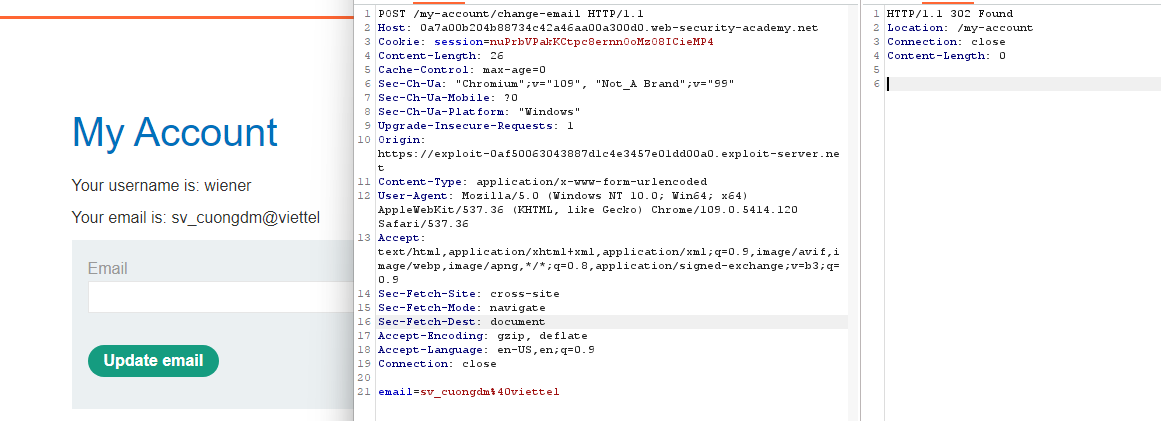 My Account
Your username is: wiener
Your email is: sv_cuongdm@viettel
Email
Update email
1 POST /my-account/change-email HTTP/1.1
2 Host: 0a7a00b204b88734c42a46aa00a300d0.web-security-academy.net
3 Cookie: session=nuPrbVPakKCtpc8ernn0oMzO8ICieMP4
4 Content-Length: 26
5 Cache-Control: max-age=0
6 Sec-Ch-Ua: "Chromium";v="109", "Not_A Brand";v="99"
7 Sec-Ch-Ua-Mobile: ?0
8 Sec-Ch-Ua-Platform: "Windows"
9 Upgrade-Insecure-Requests: 1
10 Origin:
https://exploit-0af50063043887d1c4e3457e01dd00a0.exploit-server.ne
t
11 Content-Type: application/x-www-form-urlencoded
12 User-Agent: Mozilla/5.0 (Windows NT 10.0; Win64; x64)
AppleWebKit/537.36 (KHTML, like Gecko) Chrome/109.0.5414.120
Safari/537.36
13 Accept:
text/html,application/xhtml+xml,application/xml;q=0.9,image/avif,i
mage/webp,image/apng,*/*;q=0.8,application/signed-exchange;v=b3;q=
0.9
14 Sec-Fetch-Site: cross-site
15 Sec-Fetch-Mode: navigate
16 Sec-Fetch-Dest: document
17 Accept-Encoding: gzip, deflate
18 Accept-Language: en-US,en;q=0.9
19 Connection: close
20
21 email=sv_cuongdm%40viettel
1 HTTP/1.1 302 Found
2 Location: /my-account
3 Connection: close
4 Content-Length: 0
5
6